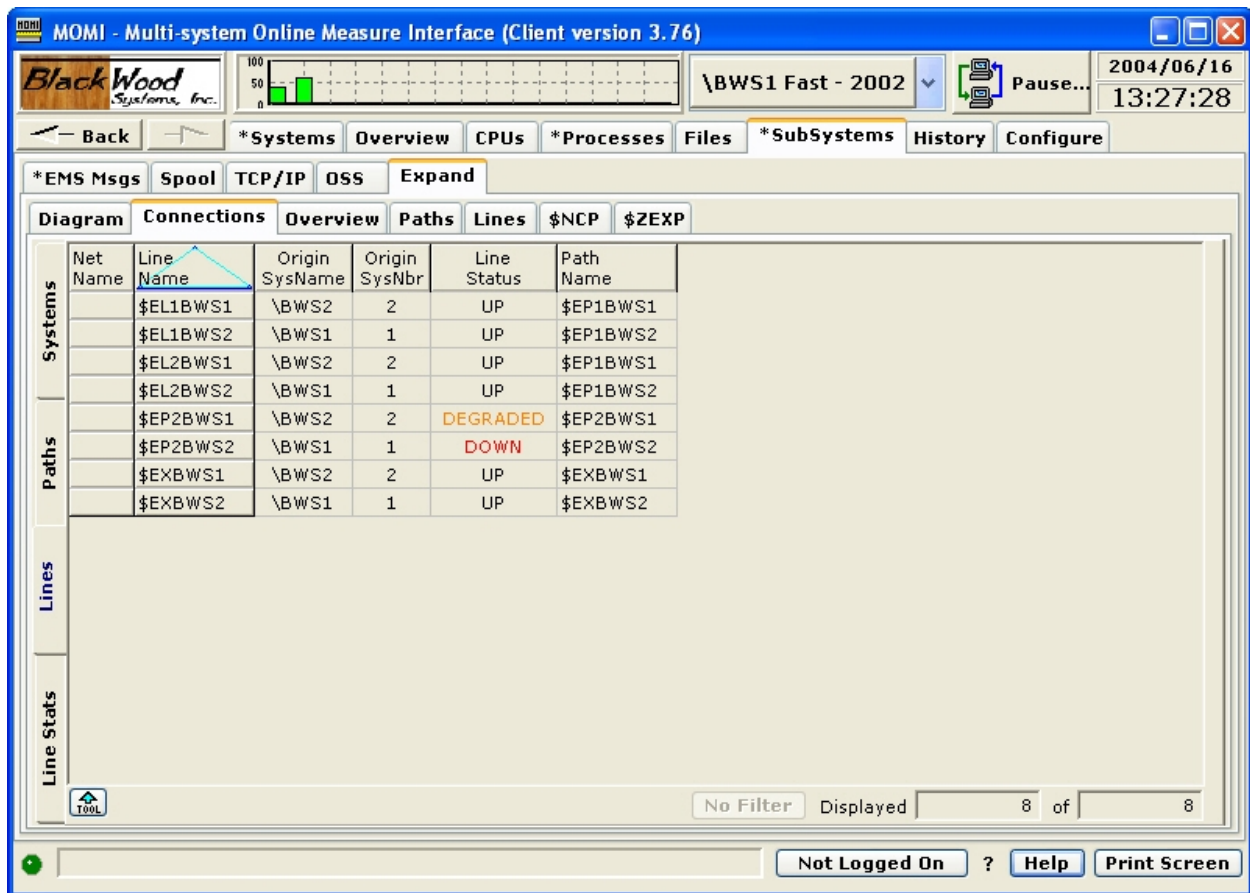 MOMI
MOMI - Multi-system Online Measure Interface (Client version 3.76)
BlackWood
Systems, Inc.
100
50
0
\BWS1 Fast - 2002
Pause...
2004/06/16
13:27:28
Back
*Systems Overview CPUs *Processes Files *SubSystems History Configure
*EMS Msgs Spool TCP/IP OSS Expand
Diagram Connections Overview Paths Lines $NCP $ZEXP
Systems
Paths
Lines
Line Stats
Net Line Origin Origin Line Path
Name Name SysName SysNbr Status Name
$EL1BWS1 \BWS2 2 UP $EP1BWS1
$EL1BWS2 \BWS1 1 UP $EP1BWS2
$EL2BWS1 \BWS2 2 UP $EP1BWS1
$EL2BWS2 \BWS1 1 UP $EP1BWS2
$EP2BWS1 \BWS2 2 DEGRADED $EP2BWS1
$EP2BWS2 \BWS1 1 DOWN $EP2BWS2
$EXBWS1 \BWS2 2 UP $EXBWS1
$EXBWS2 \BWS1 1 UP $EXBWS2
TOOL
No Filter Displayed 8 of 8
Not Logged On ? Help Print Screen